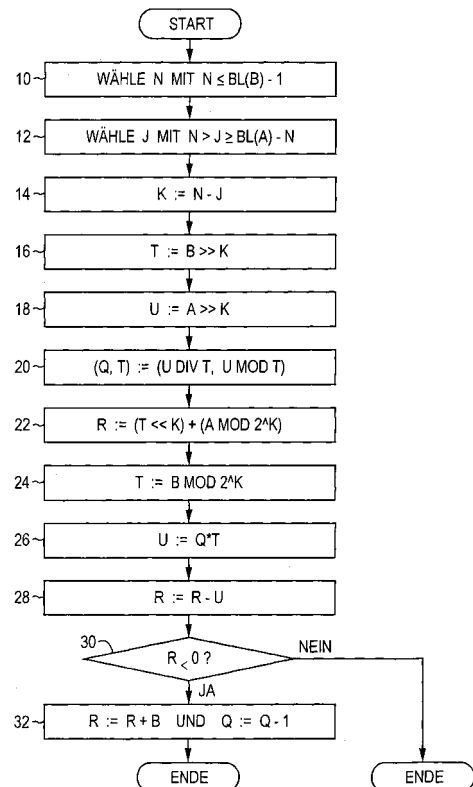 START
10 WÄHLE N MIT N ≤ BL(B) - 1
12 WÄHLE J MIT N > J ≥ BL(A) - N
14 K := N - J
16 T := B >> K
18 U := A >> K
20 (Q, T) := (U DIV T, U MOD T)
22 R := (T << K) + (A MOD 2^K)
24 T := B MOD 2^K
26 U := Q*T
28 R := R - U
30 R < 0 ? NEIN
JA
32 R := R + B UND Q := Q - 1
ENDE ENDE